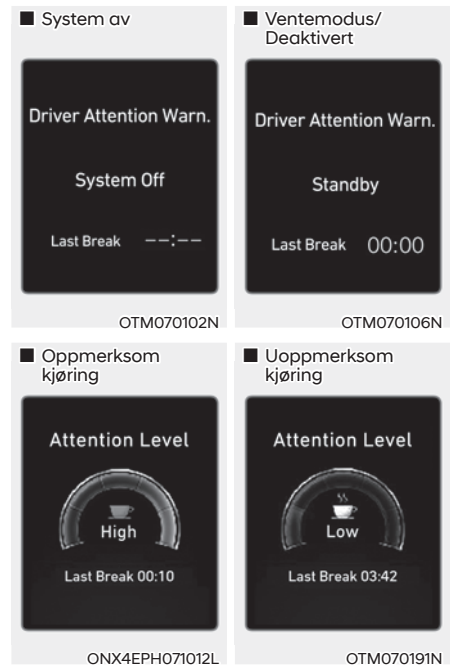 ■ System av
Driver Attention Warn.
System Off
Last Break --:--
OTM070102N
■ Ventemodus/
Deaktivert
Driver Attention Warn.
Standby
Last Break 00:00
OTM070106N
■ Oppmerksom
kjøring
Attention Level
High
Last Break 00:10
ONX4EPH071012L
■ Uoppmerksom
kjøring
Attention Level
Low
Last Break 03:42
OTM070191N